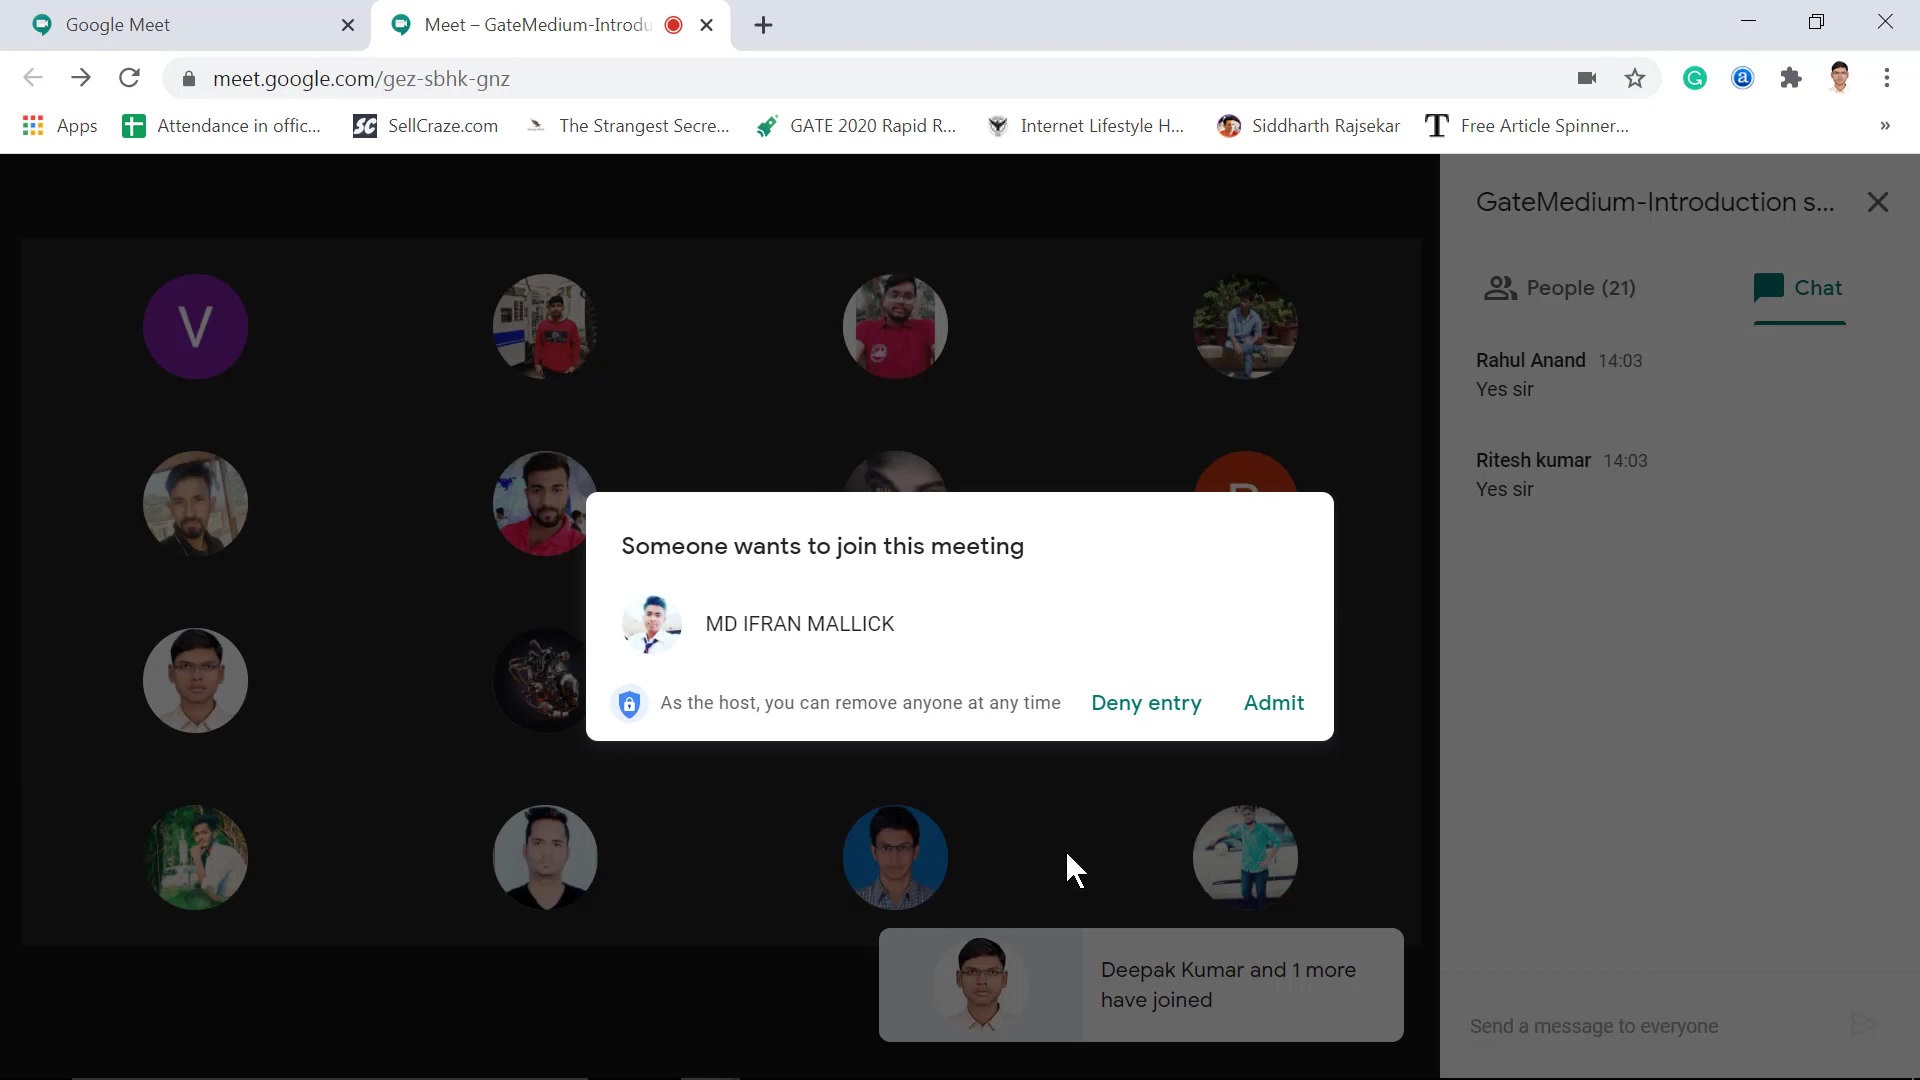 Google Meet
Meet – GateMedium-Introdu
meet.google.com/gez-sbhk-gnz
Apps
Attendance in offic...
SC
SellCraze.com
The Strangest Secre...
GATE 2020 Rapid R...
Internet Lifestyle H...
Siddharth Rajsekar
T
Free Article Spinner...
»
GateMedium-Introduction s...
People (21)
Chat
V
Rahul Anand 14:03
Yes sir
Ritesh kumar 14:03
Yes sir
Someone wants to join this meeting
MD IFRAN MALLICK
As the host, you can remove anyone at any time
Deny entry
Admit
Deepak Kumar and 1 more
have joined
Send a message to everyone